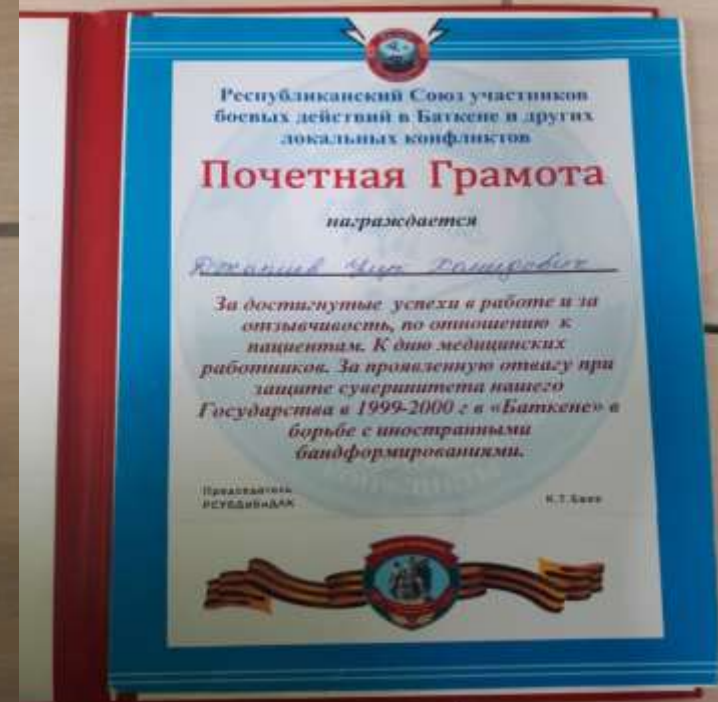 Республиканский Союз участников
боевых действий в Баткене и других
локальных конфликтов
Почетная Грамота
награждается
За достигнутые успехи в работе и за
отзывчивость, по отношению к
пациентам. К дню медицинских
работников. За проявленную отвагу при
защите суверинитета нашего
Государства в 1999-2000 г в «Баткене» в
борьбе с иностранными
бандформированиями.
Председатель
К.Т.